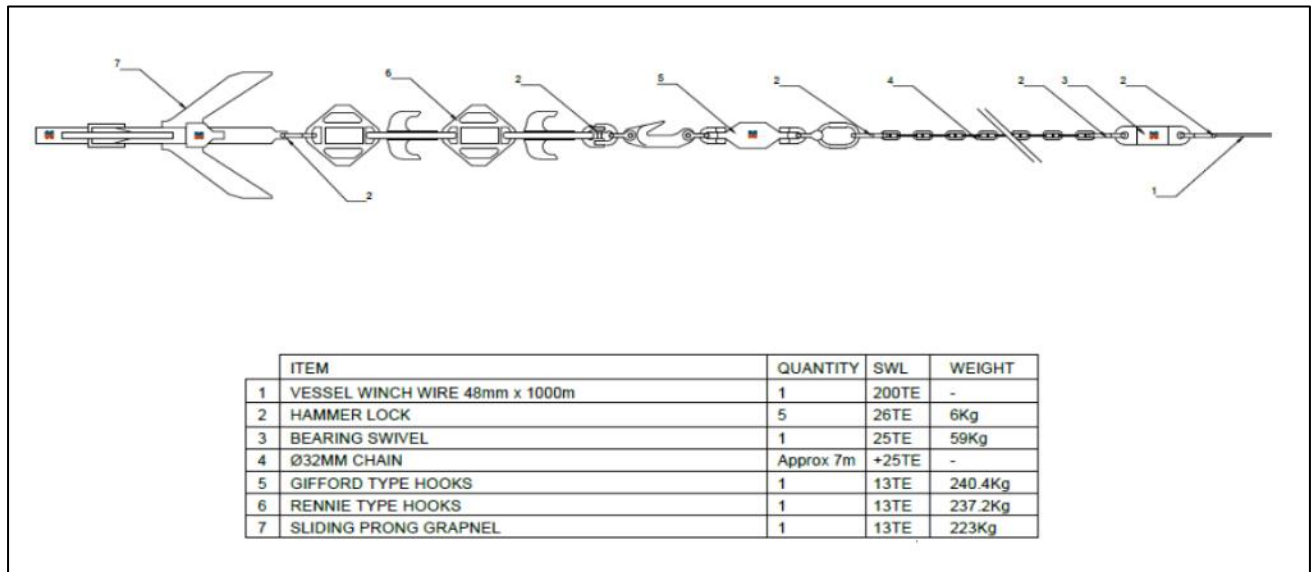 7
6
2
5
2
4
2
3
2
2
1
ITEM QUANTITY SWL WEIGHT
1 VESSEL WINCH WIRE 48mm x 1000m 1 200TE -
2 HAMMER LOCK 5 26TE 6Kg
3 BEARING SWIVEL 1 25TE 59Kg
4 Ø32MM CHAIN Approx 7m +25TE -
5 GIFFORD TYPE HOOKS 1 13TE 240.4Kg
6 RENNIE TYPE HOOKS 1 13TE 237.2Kg
7 SLIDING PRONG GRAPNEL 1 13TE 223Kg